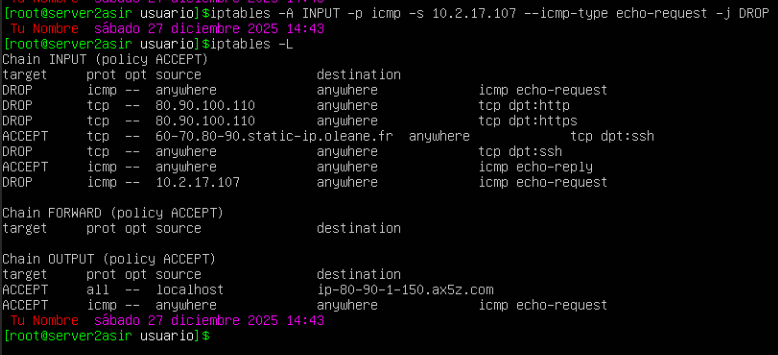 [root@server2asir usuario]$iptables -A INPUT -p icmp -s 10.2.17.107 --icmp-type echo-request -j DROP
Tu Nombre sábado 27 diciembre 2025 14:43
[root@server2asir usuario]$iptables -L
Chain INPUT (policy ACCEPT)
target prot opt source destination
DROP icmp -- anywhere anywhere icmp echo-request
DROP tcp -- 80.90.100.110 anywhere tcp dpt:http
DROP tcp -- 80.90.100.110 anywhere tcp dpt:https
ACCEPT tcp -- 60-70.80-90.static-ip.oleane.fr anywhere tcp dpt:ssh
DROP tcp -- anywhere anywhere tcp dpt:ssh
ACCEPT icmp -- anywhere anywhere icmp echo-reply
DROP icmp -- 10.2.17.107 anywhere icmp echo-request
Chain FORWARD (policy ACCEPT)
target prot opt source destination
Chain OUTPUT (policy ACCEPT)
target prot opt source destination
ACCEPT all -- localhost ip-80-90-1-150.ax5z.com
ACCEPT icmp -- anywhere anywhere icmp echo-request
Tu Nombre sábado 27 diciembre 2025 14:43
[root@server2asir usuario]$